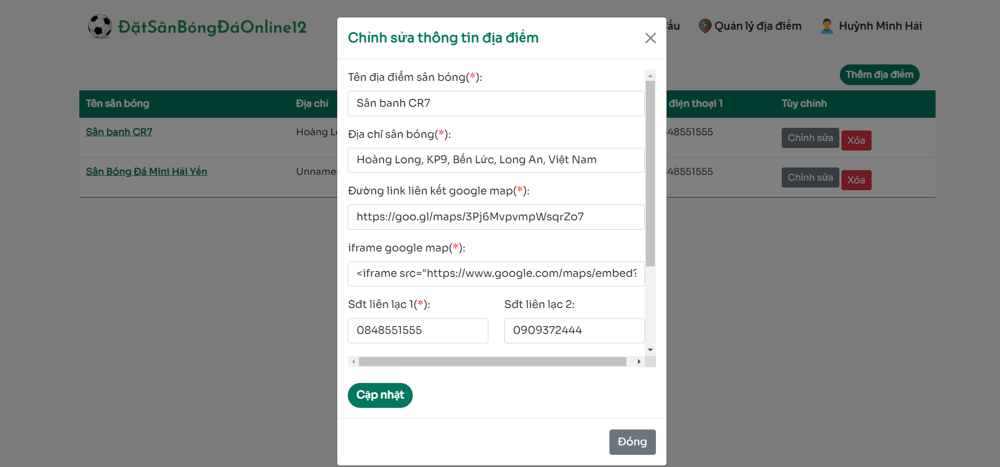 ĐặtSânBóngĐáOnline12
Quản lý địa điểm
Huỳnh Minh Hải
Thêm địa điểm
Tên sân bóng
Địa chỉ
điện thoại 1
Tùy chỉnh
Sân banh CR7
Hoàng
48551555
Chỉnh sửa
Xóa
Sân Bóng Đá Mini Hải Yến
Unname
48551555
Chỉnh sửa
Xóa
Chỉnh sửa thông tin địa điểm
Tên địa điểm sân bóng(*):
Sân banh CR7
Địa chỉ sân bóng(*):
Hoàng Long, KP9, Bến Lức, Long An, Việt Nam
Đường link liên kết google map(*):
https://goo.gl/maps/3Pj6MvpvmpWsqrZo7
iframe google map(*):
<iframe src="https://www.google.com/maps/embed?
Sđt liên lạc 1(*):
Sđt liên lạc 2:
0848551555
0909372444
Cập nhật
Đóng